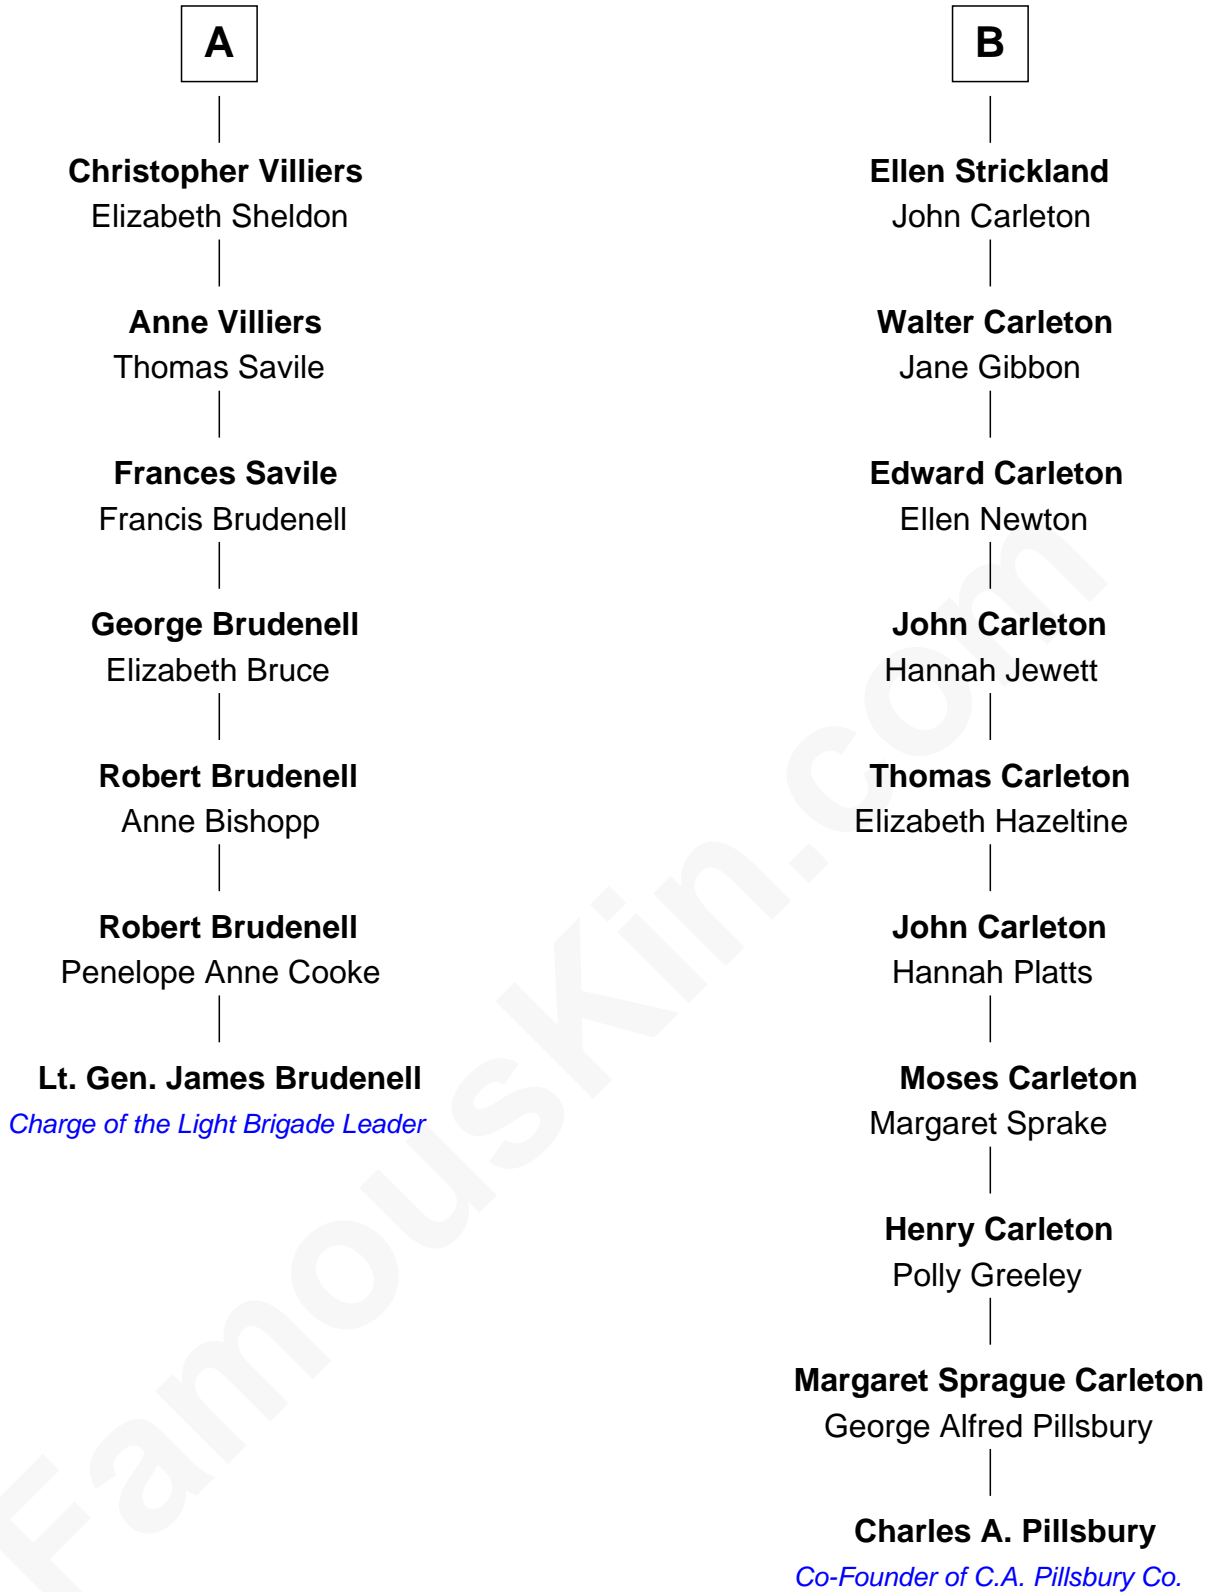 A
Christopher Villiers
Elizabeth Sheldon
Anne Villiers
Thomas Savile
Frances Savile
Francis Brudenell
George Brudenell
Elizabeth Bruce
Robert Brudenell
Anne Bishopp
Robert Brudenell
Penelope Anne Cooke
Lt. Gen. James Brudenell
Charge of the Light Brigade Leader
B
Ellen Strickland
John Carleton
Walter Carleton
Jane Gibbon
Edward Carleton
Ellen Newton
John Carleton
Hannah Jewett
Thomas Carleton
Elizabeth Hazeltine
John Carleton
Hannah Platts
Moses Carleton
Margaret Sprake
Henry Carleton
Polly Greeley
Margaret Sprague Carleton
George Alfred Pillsbury
Charles A. Pillsbury
Co-Founder of C.A. Pillsbury Co.
FamousKin.com